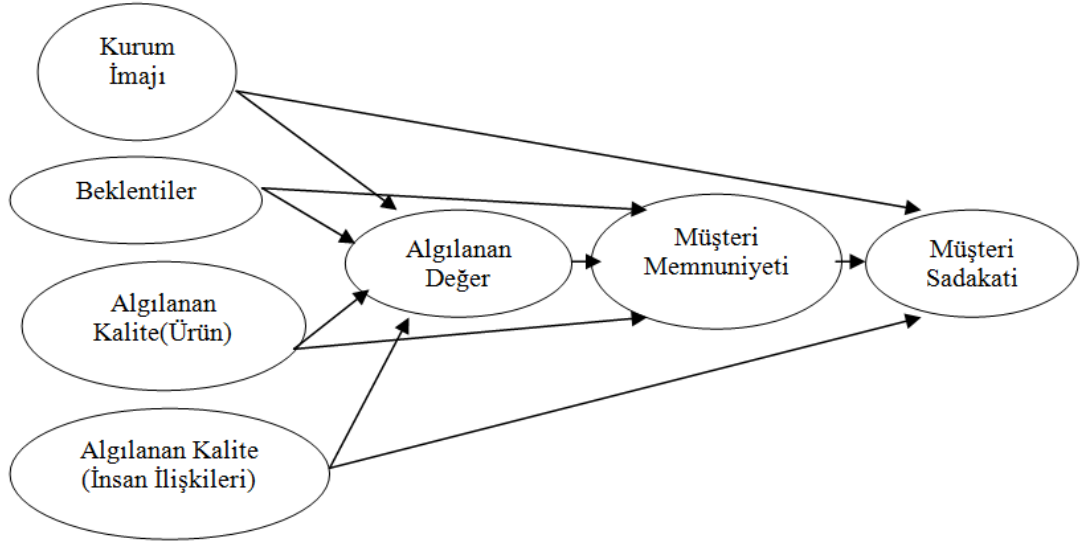 Kurum
İmajı
Beklentiler
Algılanan
Kalite(Ürün)
Algılanan Kalite
(İnsan İlişkileri)
Algılanan
Değer
Müşteri
Memnuniyeti
Müşteri
Sadakati